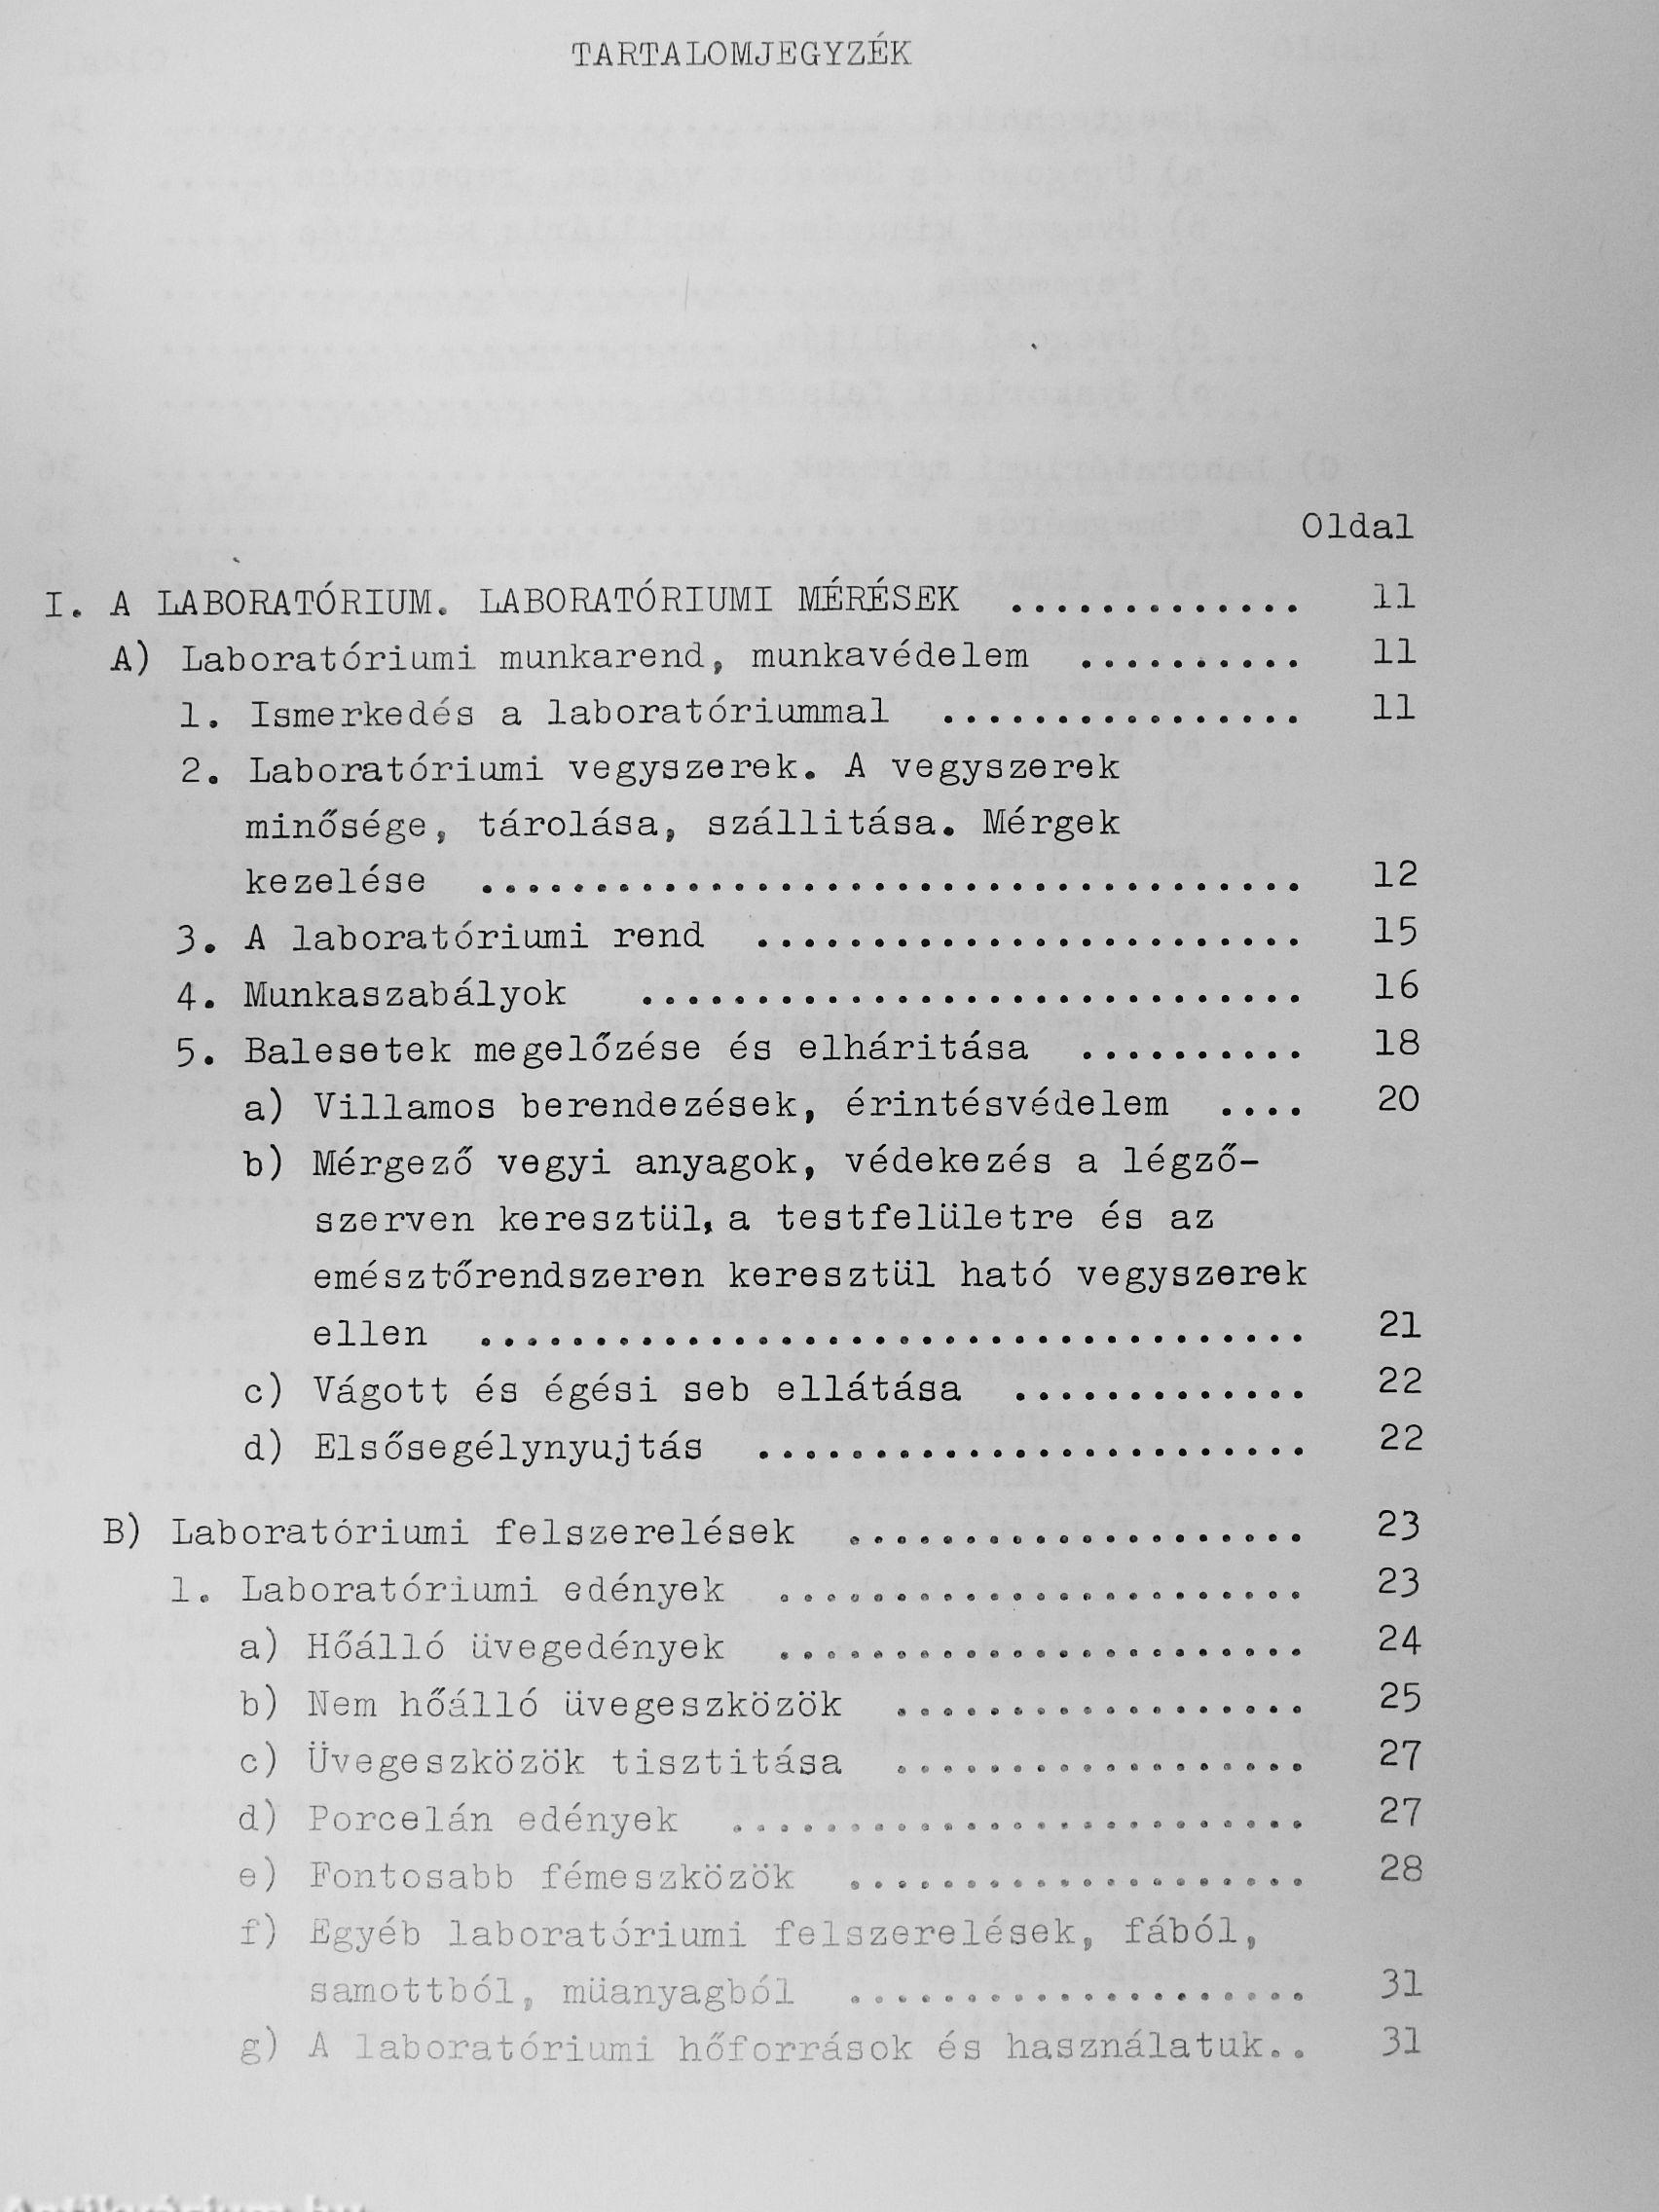 TARTALOMJEGYZÉK
Oldal
I. A LABORATÓRIUM. LABORATÓRIUMI MÉRÉSEK ............. 11
A) Laboratóriumi munkarend, munkavédelem .......... 11
1. Ismerkedés a laboratóriummal ................ 11
2. Laboratóriumi vegyszerek. A vegyszerek
minősége, tárolása, szállitása. Mérgek
kezelése .................................... 12
3. A laboratóriumi rend ........................ 15
4. Munkaszabályok ............................. 16
5. Balesetek megelőzése és elháritása .......... 18
a) Villamos berendezések, érintésvédelem .... 20
b) Mérgező vegyi anyagok, védekezés a légző-
szerven keresztül, a testfelületre és az
emésztőrendszeren keresztül ható vegyszerek
ellen .................................... 21
c) Vágott és égési seb ellátása ............. 22
d) Elsősegélynyujtás ........................ 22
B) Laboratóriumi felszerelések .................... 23
1. Laboratóriumi edények ....................... 23
a) Hőálló üvegedények ....................... 24
b) Nem hőálló üvegeszközök .................. 25
c) Üvegeszközök tisztitása .................. 27
d) Porcelán edények ......................... 27
e) Fontosabb fémeszközök .................... 28
f) Egyéb laboratóriumi felszerelések, fából,
samottból, müanyagból .................... 31
g) A laboratóriumi hőforrások és használatuk.. 31